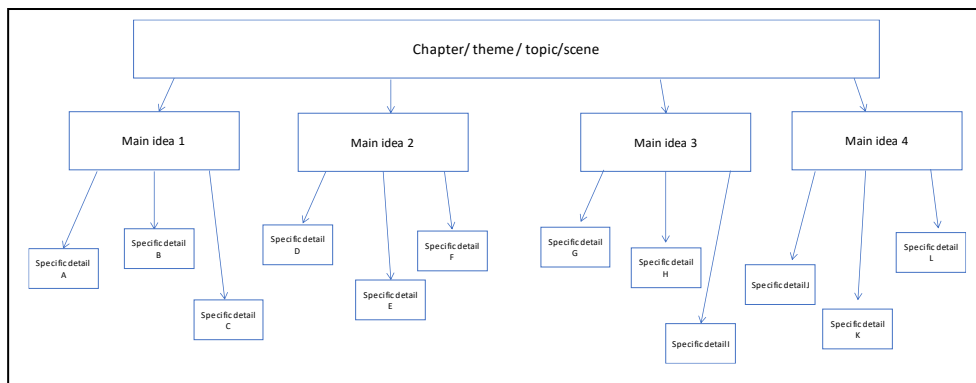 Chapter/ theme / topic/scene
Main idea 1
Main idea 2
Main idea 3
Main idea 4
Specific detail
A
Specific detail
B
Specific detail
C
Specific detail
D
Specific detail
E
Specific detail
F
Specific detail
G
Specific detail
H
Specific detail I
Specific detail J
Specific detail
K
Specific detail
L